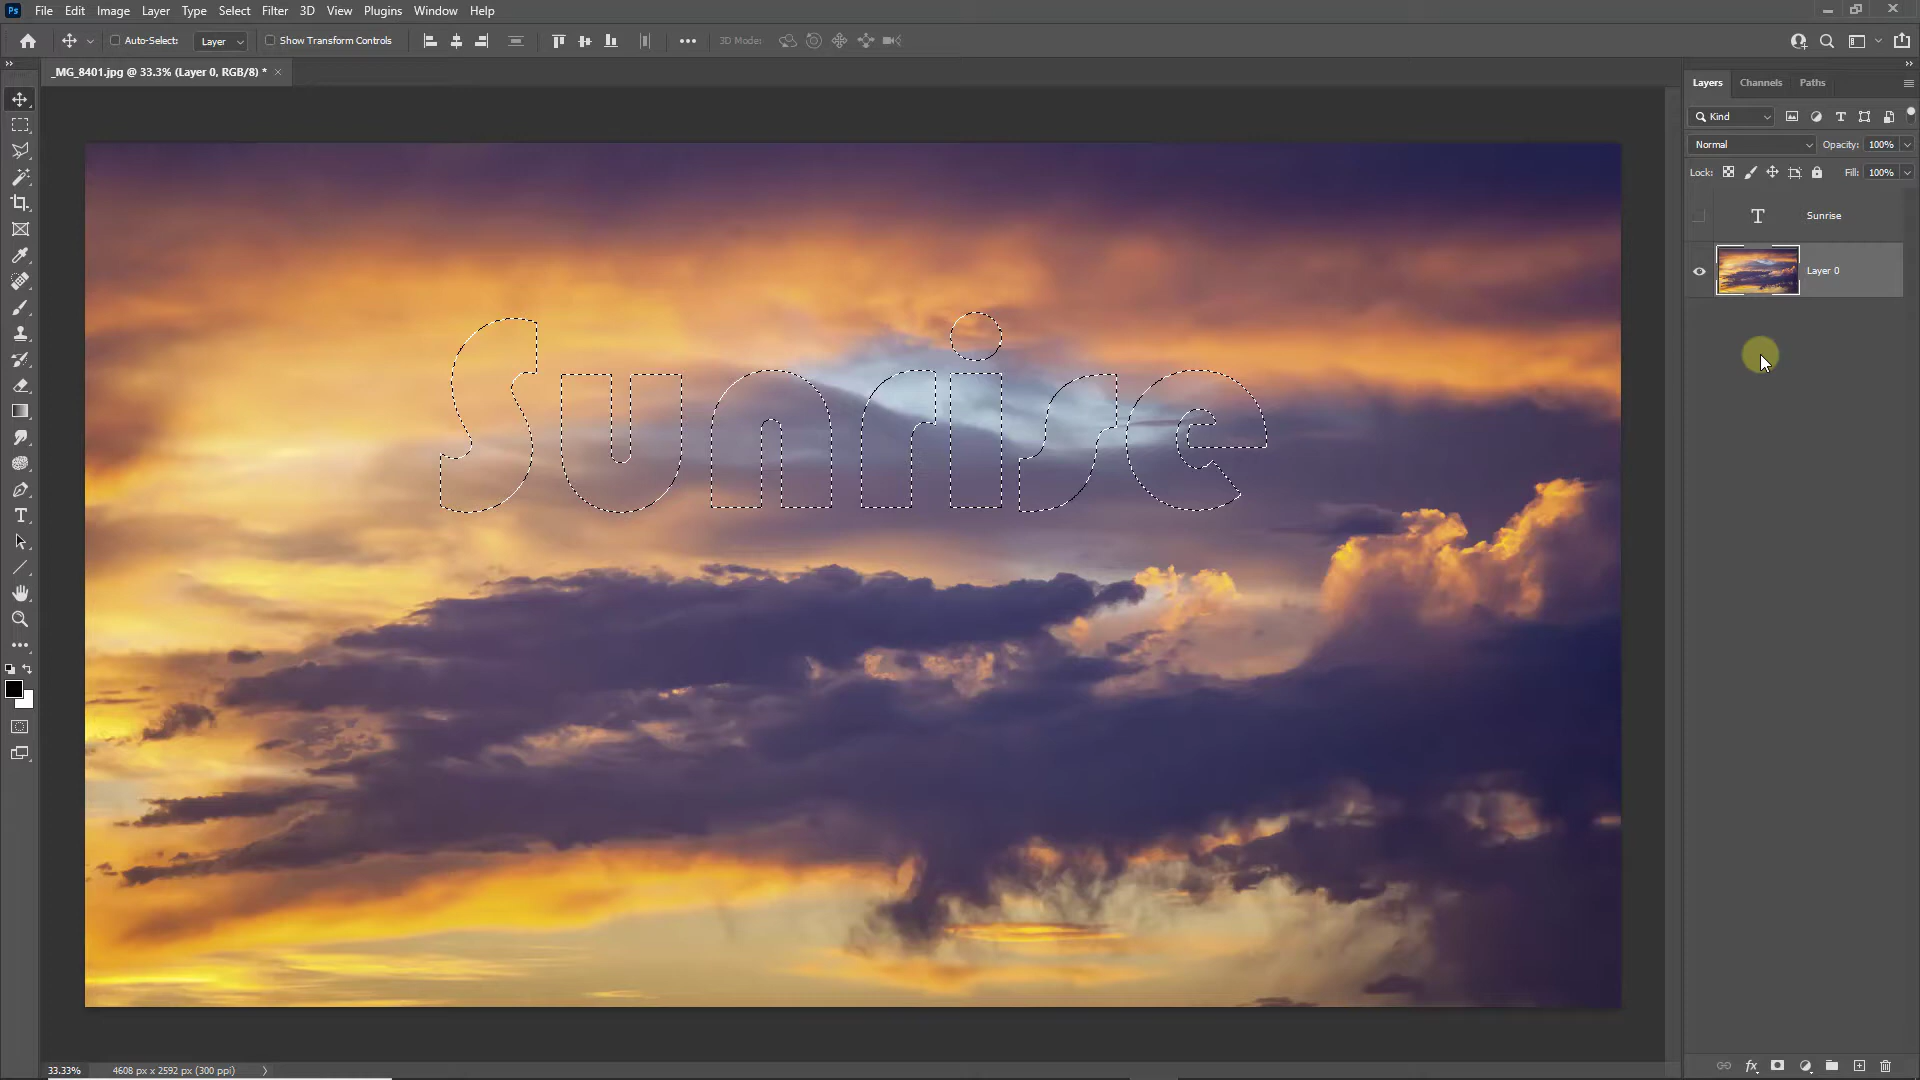 Ps File Edit Image Layer Type Select Filter 3D View Plugins Window Help
Auto-Select: Layer Show Transform Controls 3D Mode:
_MG_8401.jpg @ 33.3% (Layer 0, RGB/8) *
Layers Channels Paths
Kind
Normal Opacity: 100%
Lock: Fill: 100%
T Sunrise
Layer 0
Sunrise
33.33% 4608 px x 2592 px (300 ppi)
fx